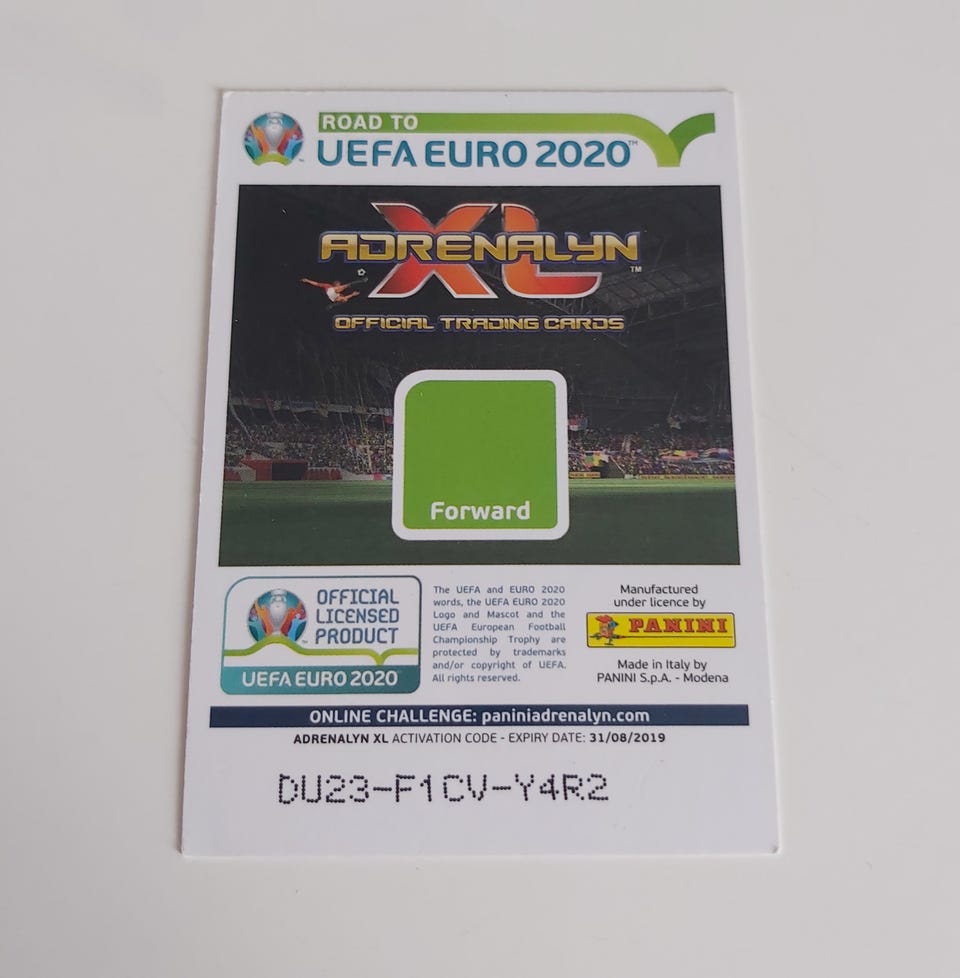 ROAD TO
UEFA EURO 2020™
ADRENALYN
XL™
OFFICIAL TRADING CARDS
Forward
OFFICIAL
LICENSED
PRODUCT
UEFA EURO 2020
The UEFA and EURO 2020
words, the UEFA EURO 2020
Logo and Mascot and the
UEFA European Football
Championship Trophy are
protected by trademarks
and/or copyright of UEFA.
All rights reserved.
Manufactured
under licence by
PANINI
Made in Italy by
PANINI S.p.A. - Modena
ONLINE CHALLENGE: paniniadrenalyn.com
ADRENALYN XL ACTIVATION CODE - EXPIRY DATE: 31/08/2019
DU23-F1CV-Y4R2